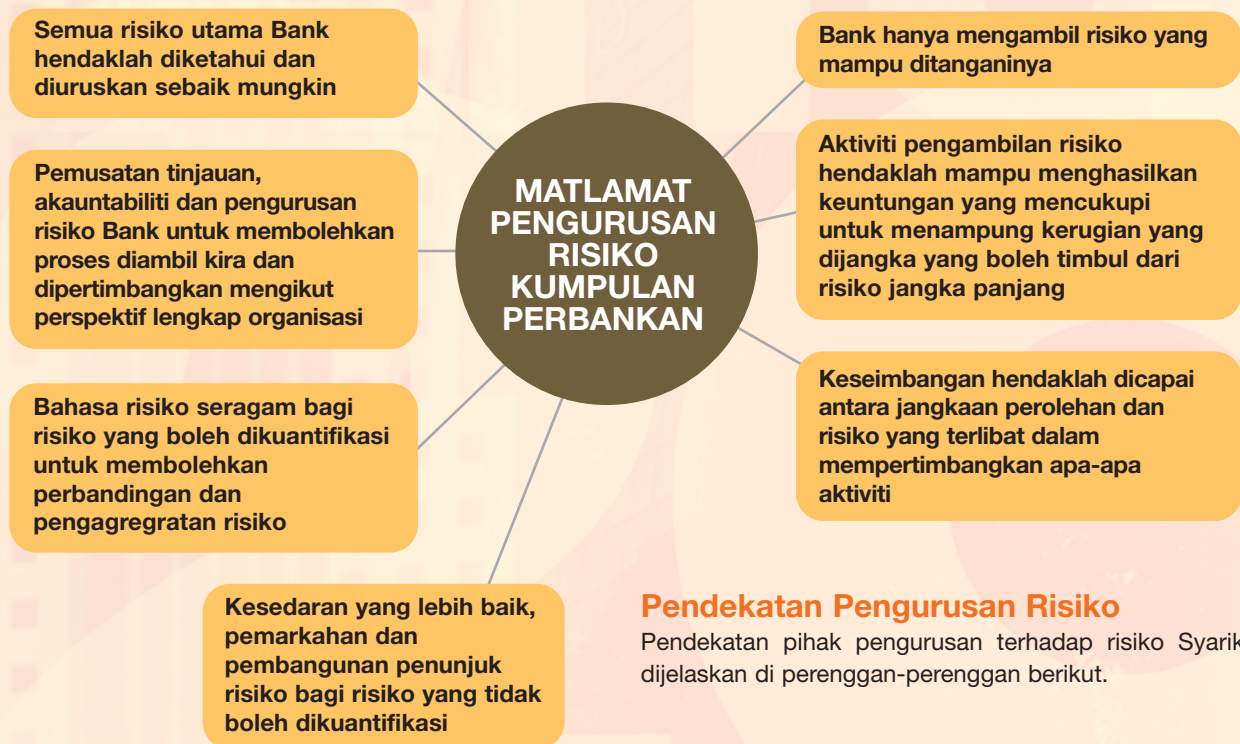 Semua risiko utama Bank
hendaklah diketahui dan
diuruskan sebaik mungkin
Pemusatan tinjauan,
akauntabiliti dan pengurusan
risiko Bank untuk membolehkan
proses diambil kira dan
dipertimbangkan mengikut
perspektif lengkap organisasi
Bahasa risiko seragam bagi
risiko yang boleh dikuantifikasi
untuk membolehkan
perbandingan dan
pengagregratan risiko
Kesedaran yang lebih baik,
pemarkahan dan
pembangunan penunjuk
risiko bagi risiko yang tidak
boleh dikuantifikasi
MATLAMAT
PENGURUSAN
RISIKO
KUMPULAN
PERBANKAN
Bank hanya mengambil risiko yang
mampu ditanganinya
Aktiviti pengambilan risiko
hendaklah mampu menghasilkan
keuntungan yang mencukupi
untuk menampung kerugian yang
dijangka yang boleh timbul dari
risiko jangka panjang
Keseimbangan hendaklah dicapai
antara jangkaan perolehan dan
risiko yang terlibat dalam
mempertimbangkan apa-apa
aktiviti
Pendekatan Pengurusan Risiko
Pendekatan pihak pengurusan terhadap risiko Syarik
dijelaskan di perenggan-perenggan berikut.